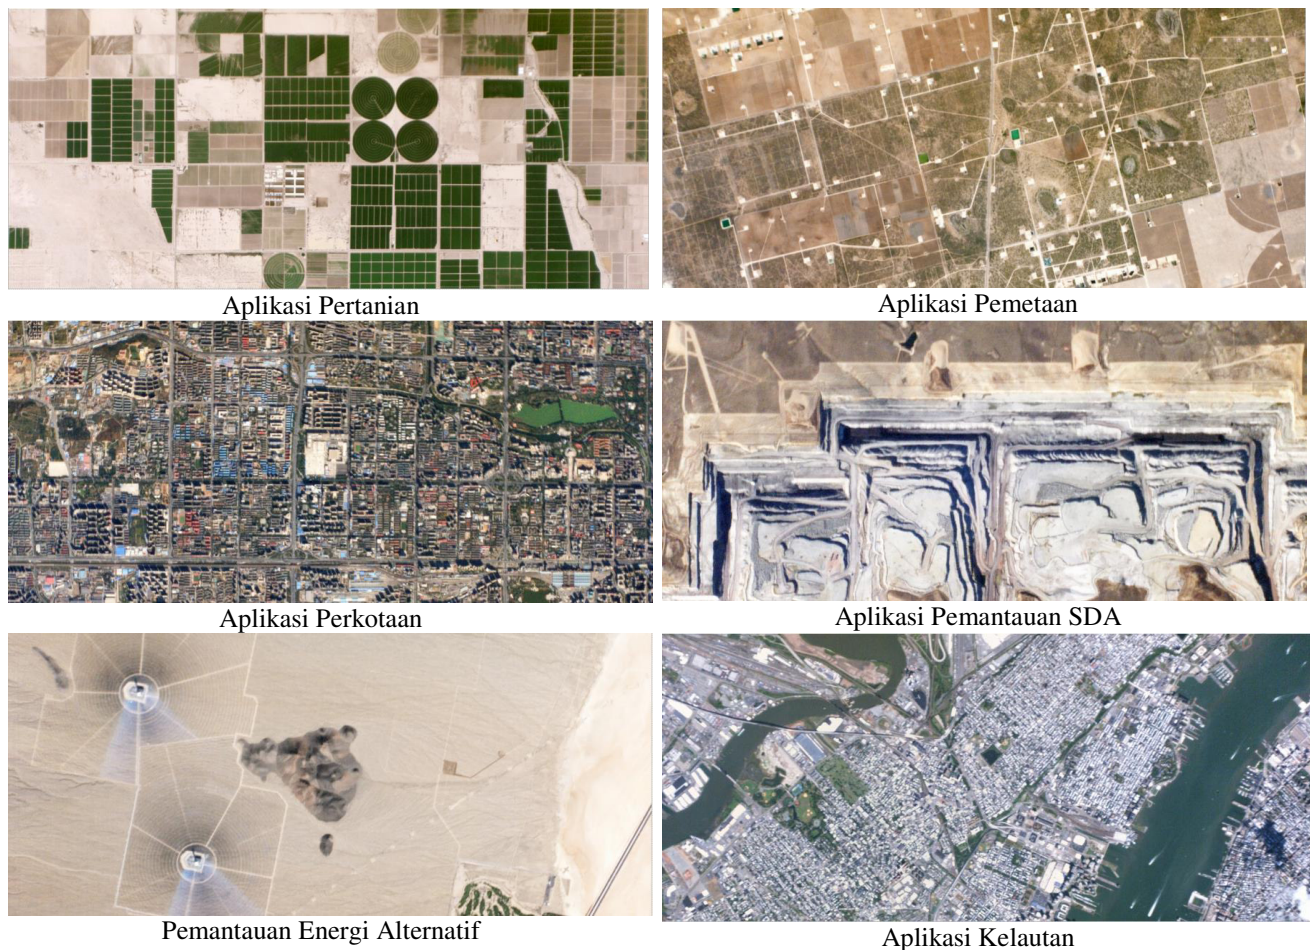 Aplikasi Pertanian
Aplikasi Pemetaan
Aplikasi Perkotaan
Aplikasi Pemantauan SDA
Pemantauan Energi Alternatif
Aplikasi Kelautan